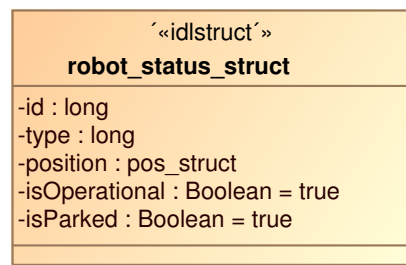 ´«idlstruct´»
robot_status_struct
-id : long
-type : long
-position : pos_struct
-isOperational : Boolean = true
-isParked : Boolean = true